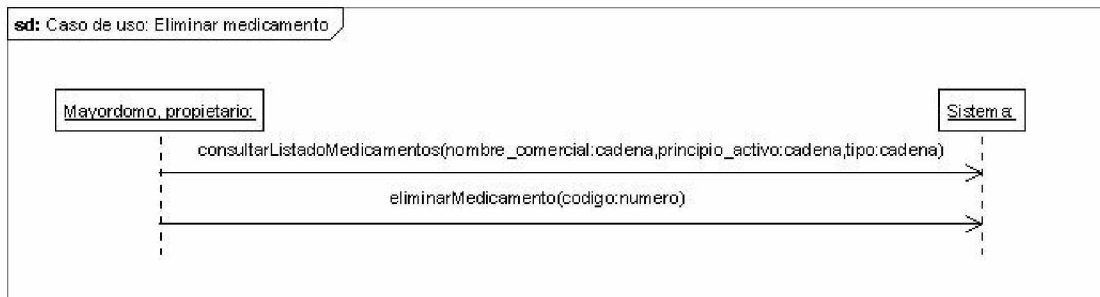 sd: Caso de uso: Eliminar medicamento
Mayordomo, propietario:
Sistema:
consultarListadoMedicamentos(nombre_comercial:cadena,principio_activo:cadena,tipo:cadena)
eliminarMedicamento(codigo:numero)